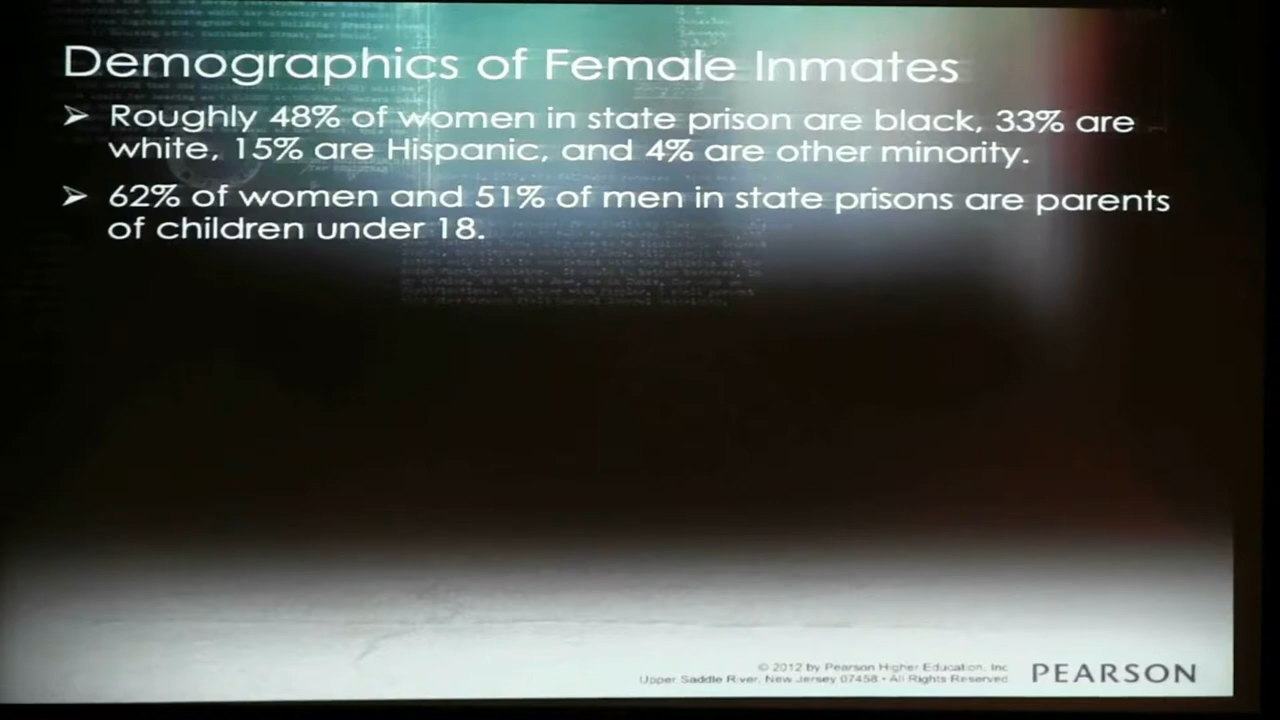 Demographics of Female Inmates
➢ Roughly 48% of women in state prison are black, 33% are
white, 15% are Hispanic, and 4% are other minority.
➢ 62% of women and 51% of men in state prisons are parents
of children under 18.
© 2012 by Pearson Higher Education, Inc
Upper Saddle River, New Jersey 07458 • All Rights Reserved
PEARSON